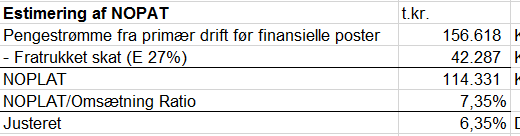 Estimering af NOPAT t.kr.
Pengestrømme fra primær drift før finansielle poster 156.618
- Fratrukket skat (E 27%) 42.287
NOPLAT 114.331
NOPLAT/Omsætning Ratio 7,35%
Justeret 6,35%